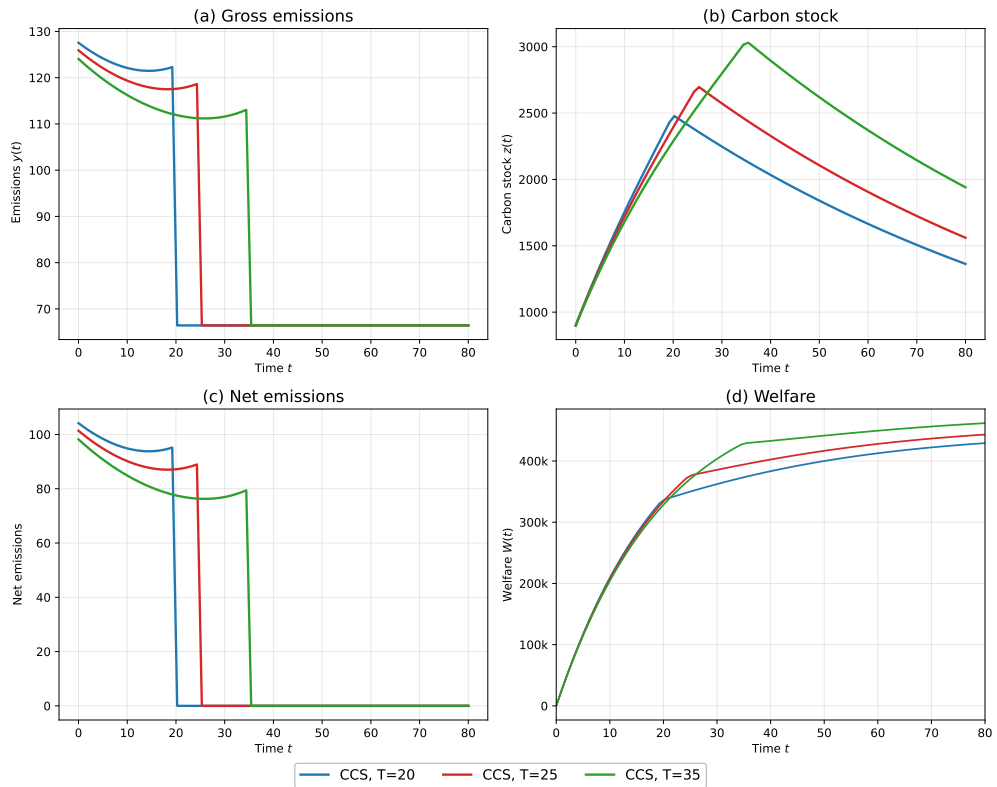 (a) Gross emissions
130
120
110
100
90
80
70
Emissions y(t)
0 10 20 30 40 50 60 70 80
Time t
(b) Carbon stock
3000
2500
2000
1500
1000
Carbon stock z(t)
0 10 20 30 40 50 60 70 80
Time t
(c) Net emissions
100
80
60
40
20
0
Net emissions
0 10 20 30 40 50 60 70 80
Time t
(d) Welfare
400k
300k
200k
100k
0
Welfare W(t)
0 10 20 30 40 50 60 70 80
Time t
CCS, T=20 CCS, T=25 CCS, T=35